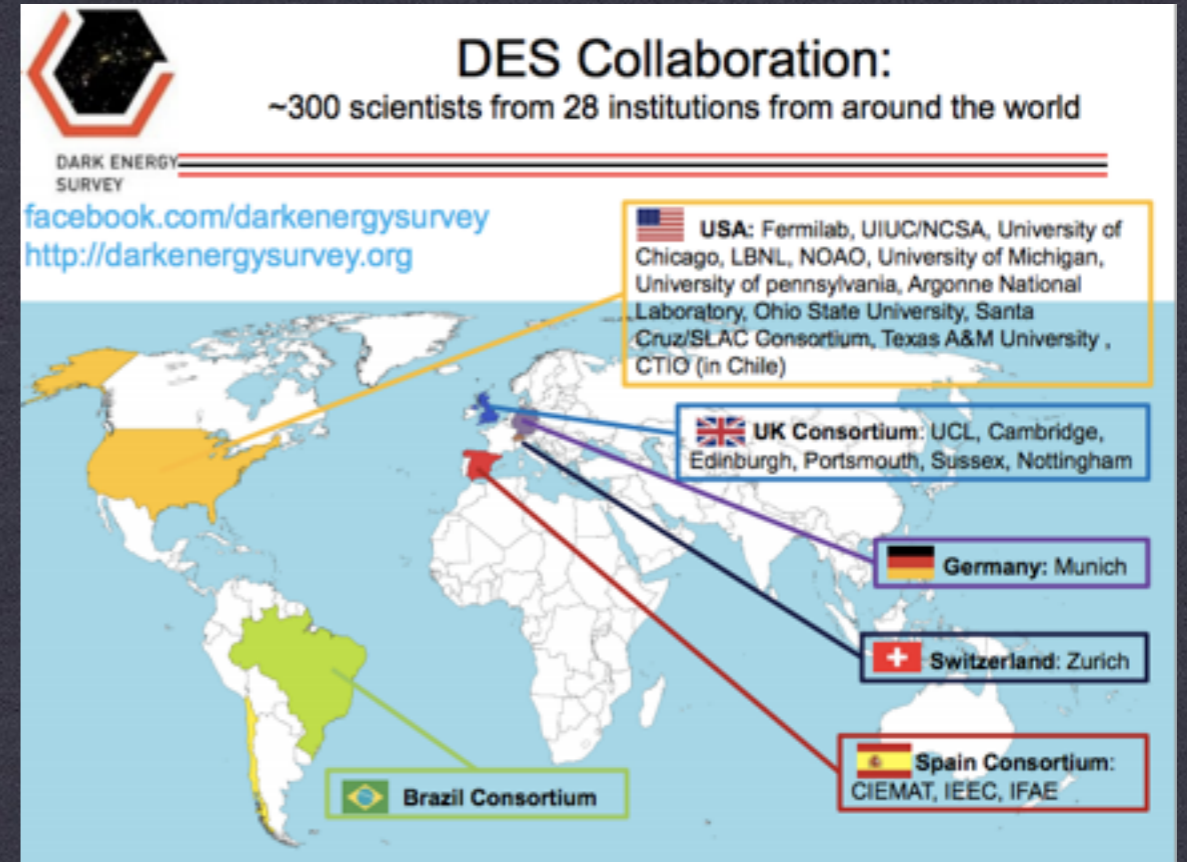 DES Collaboration:
~300 scientists from 28 institutions from around the world
DARK ENERGY
SURVEY
facebook.com/darkenergysurvey
http://darkenergysurvey.org
USA: Fermilab, UIUC/NCSA, University of
Chicago, LBNL, NOAO, University of Michigan,
University of pennsylvania, Argonne National
Laboratory, Ohio State University, Santa
Cruz/SLAC Consortium, Texas A&M University ,
CTIO (in Chile)
UK Consortium: UCL, Cambridge,
Edinburgh, Portsmouth, Sussex, Nottingham
Germany: Munich
Switzerland: Zurich
Spain Consortium:
CIEMAT, IEEC, IFAE
Brazil Consortium